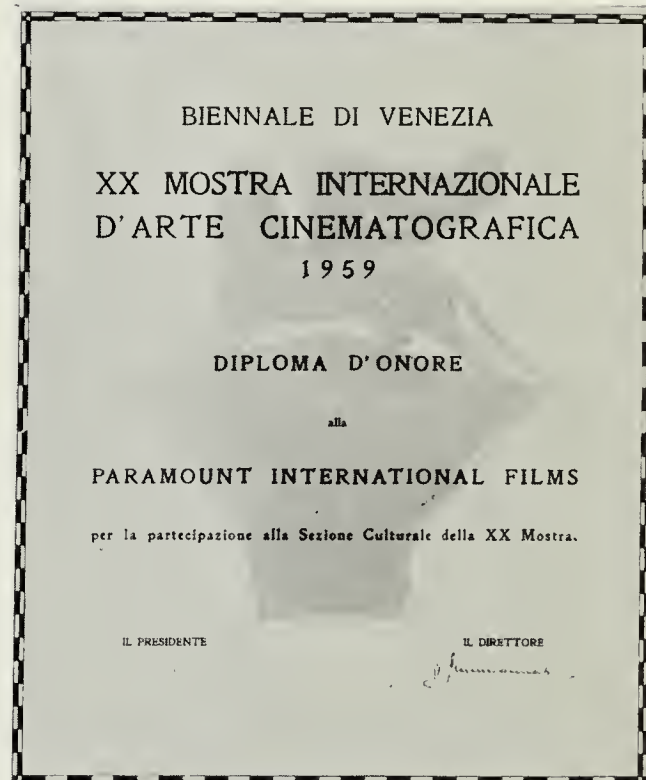 BIENNALE DI VENEZIA
XX MOSTRA INTERNAZIONALE
D'ARTE CINEMATOGRAFICA
1959
DIPLOMA D'ONORE
alla
PARAMOUNT INTERNATIONAL FILMS
per la partecipazione alla Sezione Culturale della XX Mostra.
IL PRESIDENTE
IL DIRETTORE